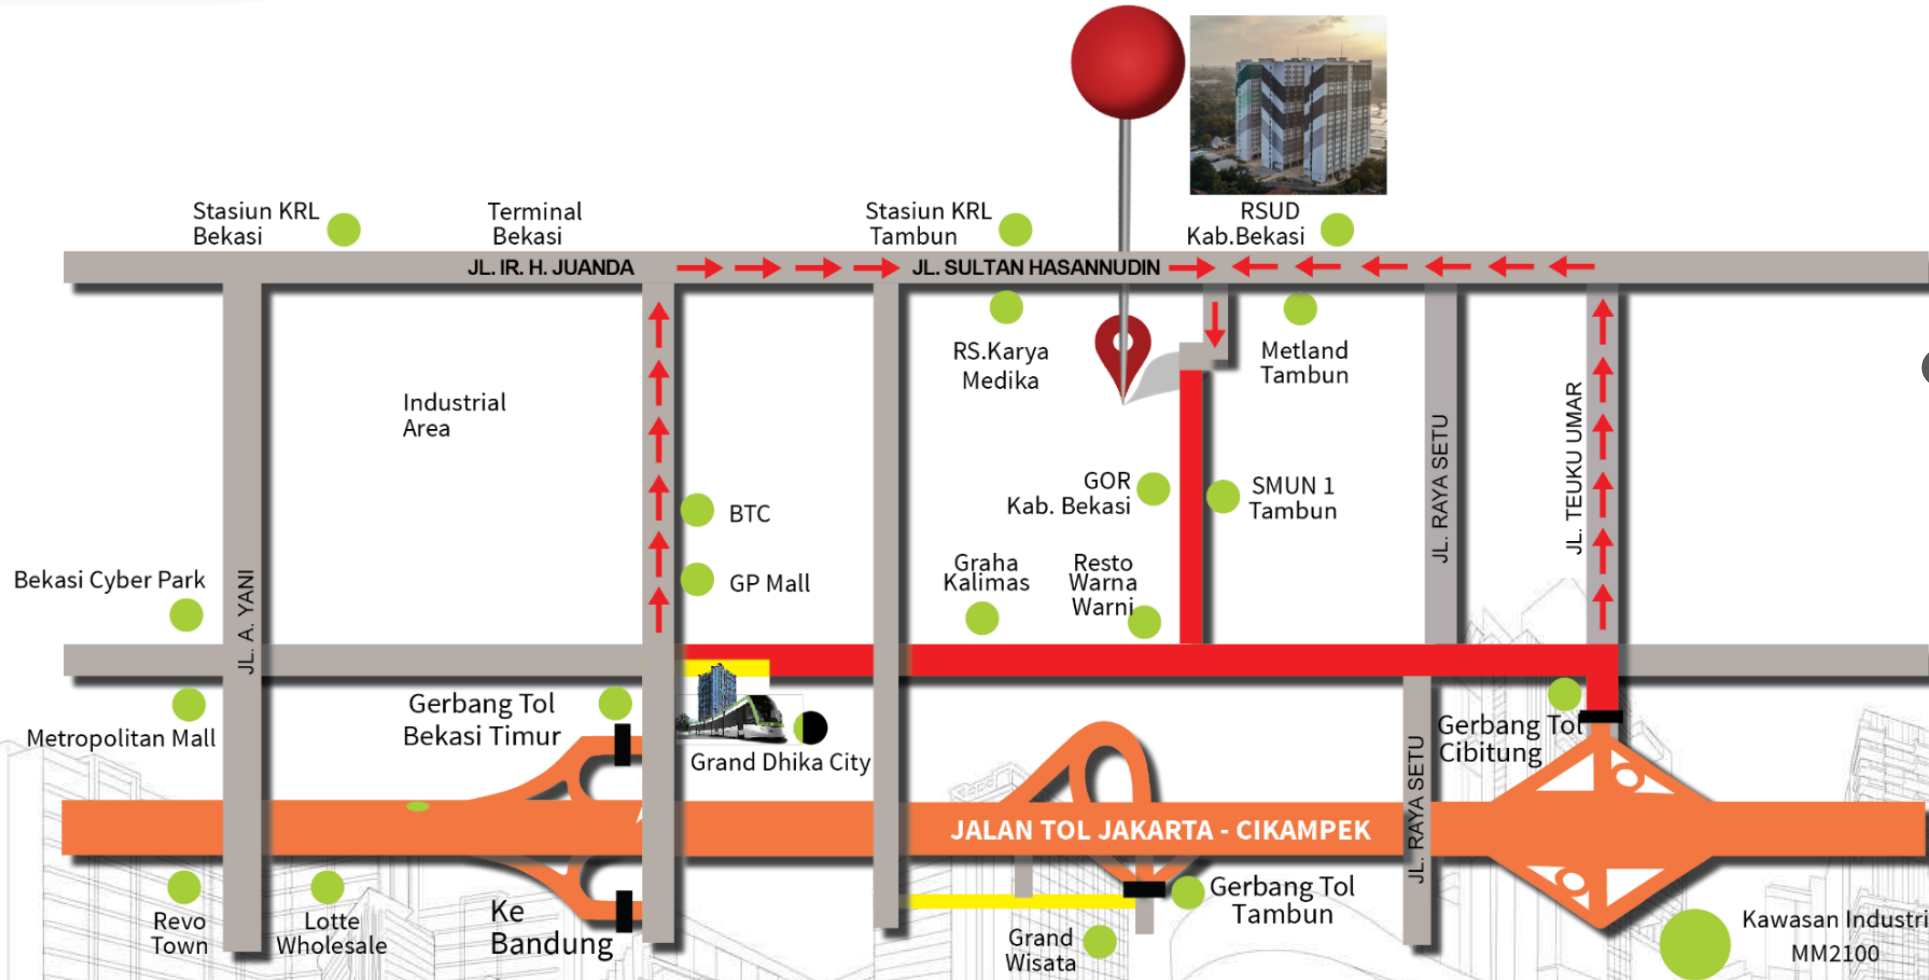 Stasiun KRL
Bekasi
Terminal
Bekasi
Stasiun KRL
Tambun
RSUD
Kab.Bekasi
JL. IR. H. JUANDA
JL. SULTAN HASANNUDIN
RS.Karya
Medika
Metland
Tambun
Industrial
Area
JL. RAYA SETU
JL. TEUKU UMAR
GOR
Kab. Bekasi
SMUN 1
Tambun
BTC
GP Mall
Graha
Kalimas
Resto
Warna
Warni
Bekasi Cyber Park
JL. A. YANI
Metropolitan Mall
Gerbang Tol
Bekasi Timur
Grand Dhika City
Gerbang Tol
Cibitung
JALAN TOL JAKARTA - CIKAMPEK
JL. RAYA SETU
Revo
Town
Lotte
Wholesale
Ke
Bandung
Gerbang Tol
Tambun
Grand
Wisata
Kawasan Industri
MM2100